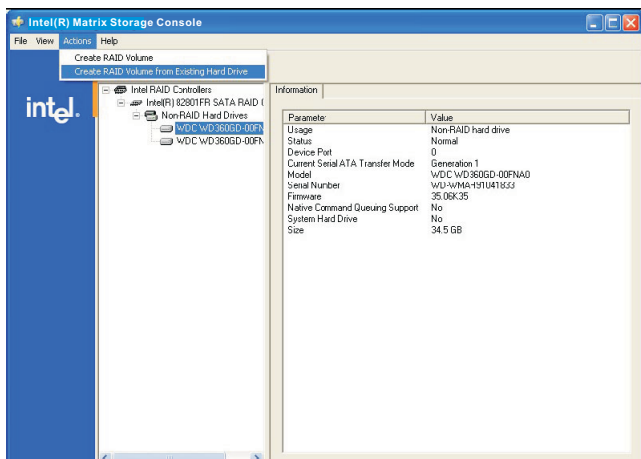 Intel(R) Matrix Storage Console
File View Actions Help
Create RAID Volume
Create RAID Volume from Existing Hard Drive
intel.
Intel RAID Controllers
Intel(R) 82801FR SATA RAID (
Non-RAID Hard Drives
WDC WD360GD-00FN
WDC WD360GD-00FN
Information
Parameter Value
Usage Non-RAID hard drive
Status Normal
Device Port 0
Current Serial ATA Transfer Mode Generation 1
Model WDC WD360GD-00FNA0
Serial Number
Firmware 35.06K35
Native Command Queuing Support No
System Hard Drive No
Size 34.5 GB